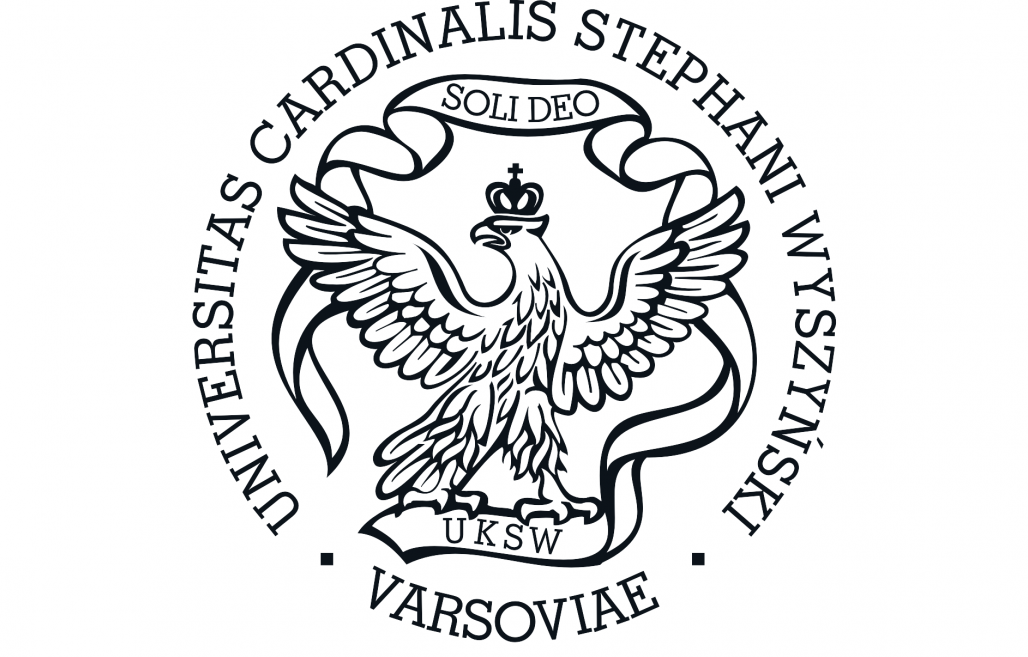 UNIVERSITAS CARDINALIS STEPHANI WYSZYŃSKI
SOLI DEO
UKSW
VARSOVIAE